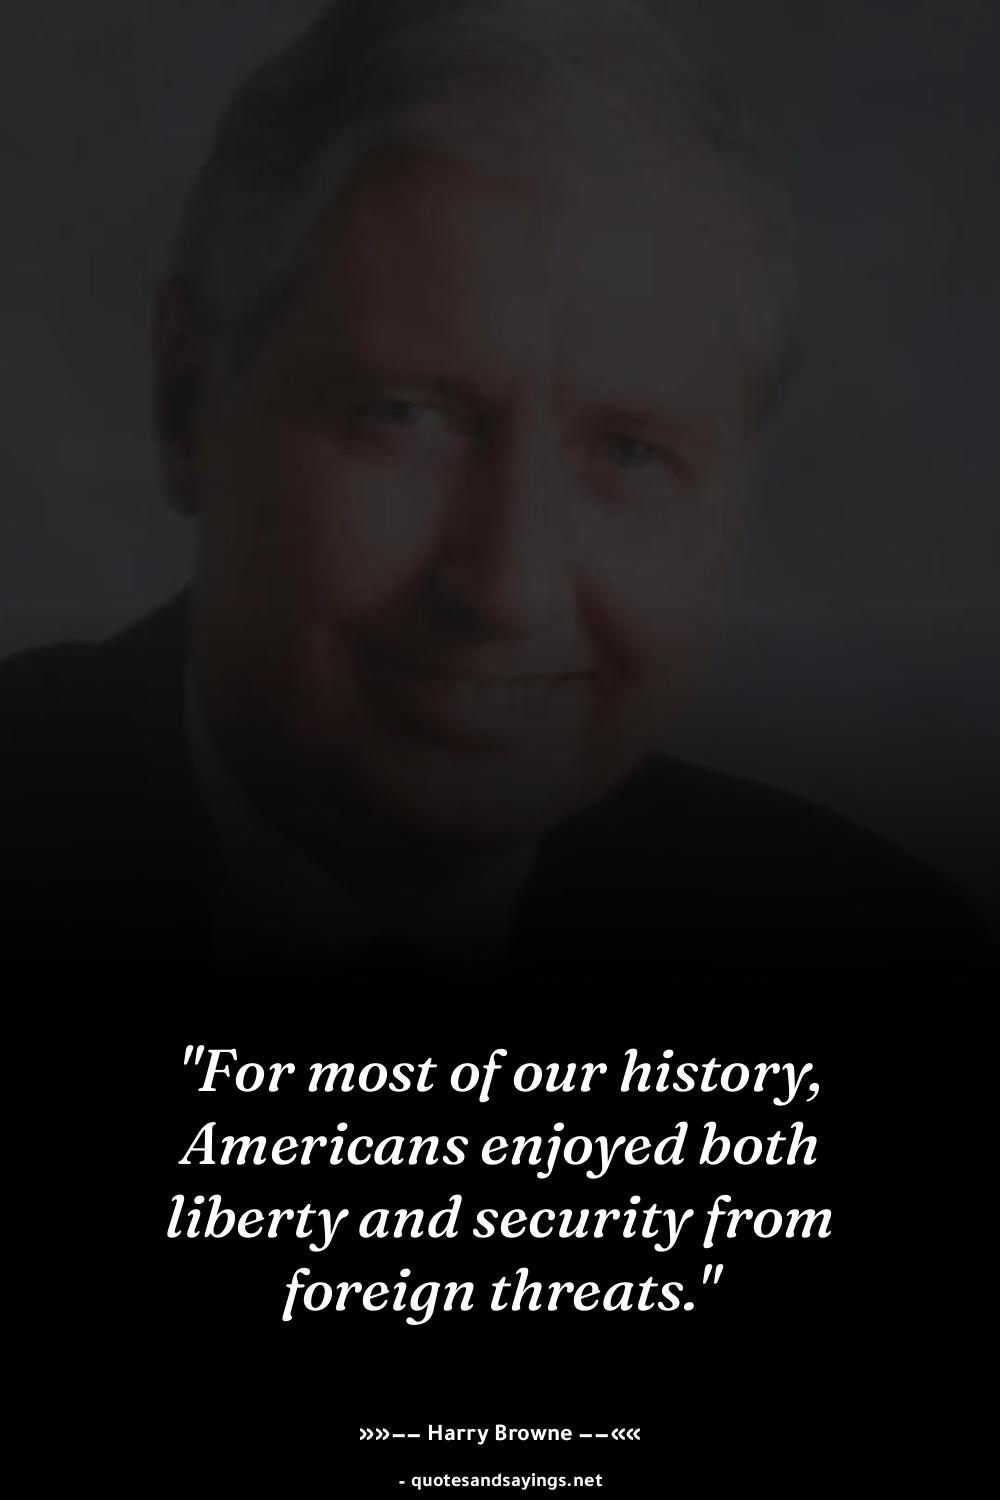 "For most of our history,
Americans enjoyed both
liberty and security from
foreign threats."
»»−− Harry Browne −−««
- quotesandsayings.net